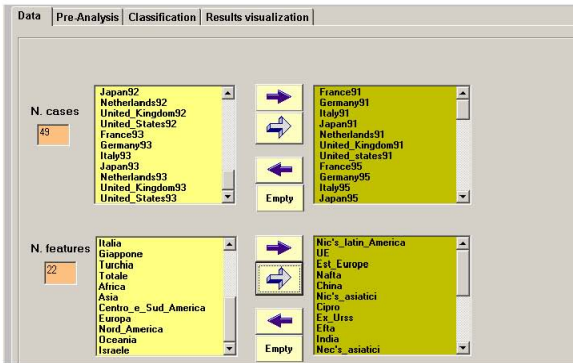 Data Pre-Analysis Classification Results visualization
N. cases
49
Japan92
Netherlands92
United_Kingdom92
United_States92
France93
Germany93
Italy93
Japan93
Netherlands93
United_Kingdom93
United_States93
Empty
France91
Germany91
Italy91
Japan91
Netherlands91
United_Kingdom91
United_states91
France95
Germany95
Italy95
Japan95
N. features
22
Italia
Giappone
Turchia
Totale
Africa
Asia
Centro_e_Sud_America
Europa
Nord_America
Oceania
Israele
Empty
Nic's_latin_America
UE
Est_Europe
Nafta
China
Nic's_asiatici
Cipro
Ex_Urss
Efta
India
Nec's_asiatici